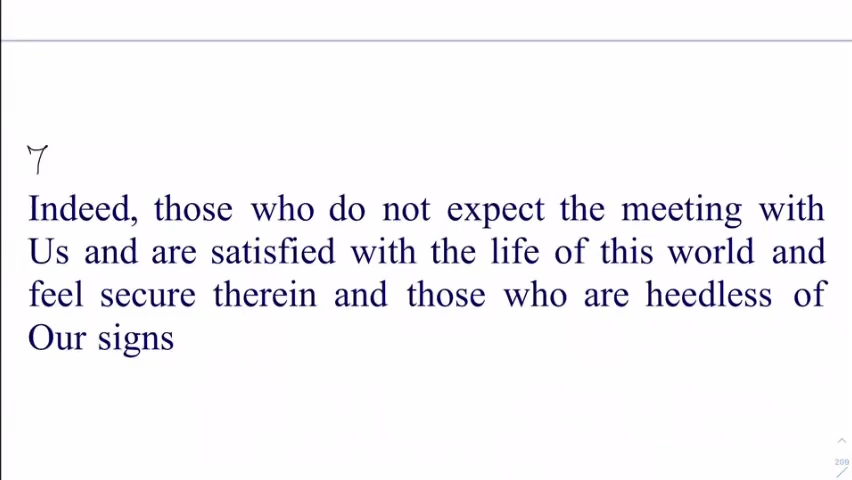 7
Indeed, those who do not expect the meeting with
Us and are satisfied with the life of this world and
feel secure therein and those who are heedless of
Our signs
209